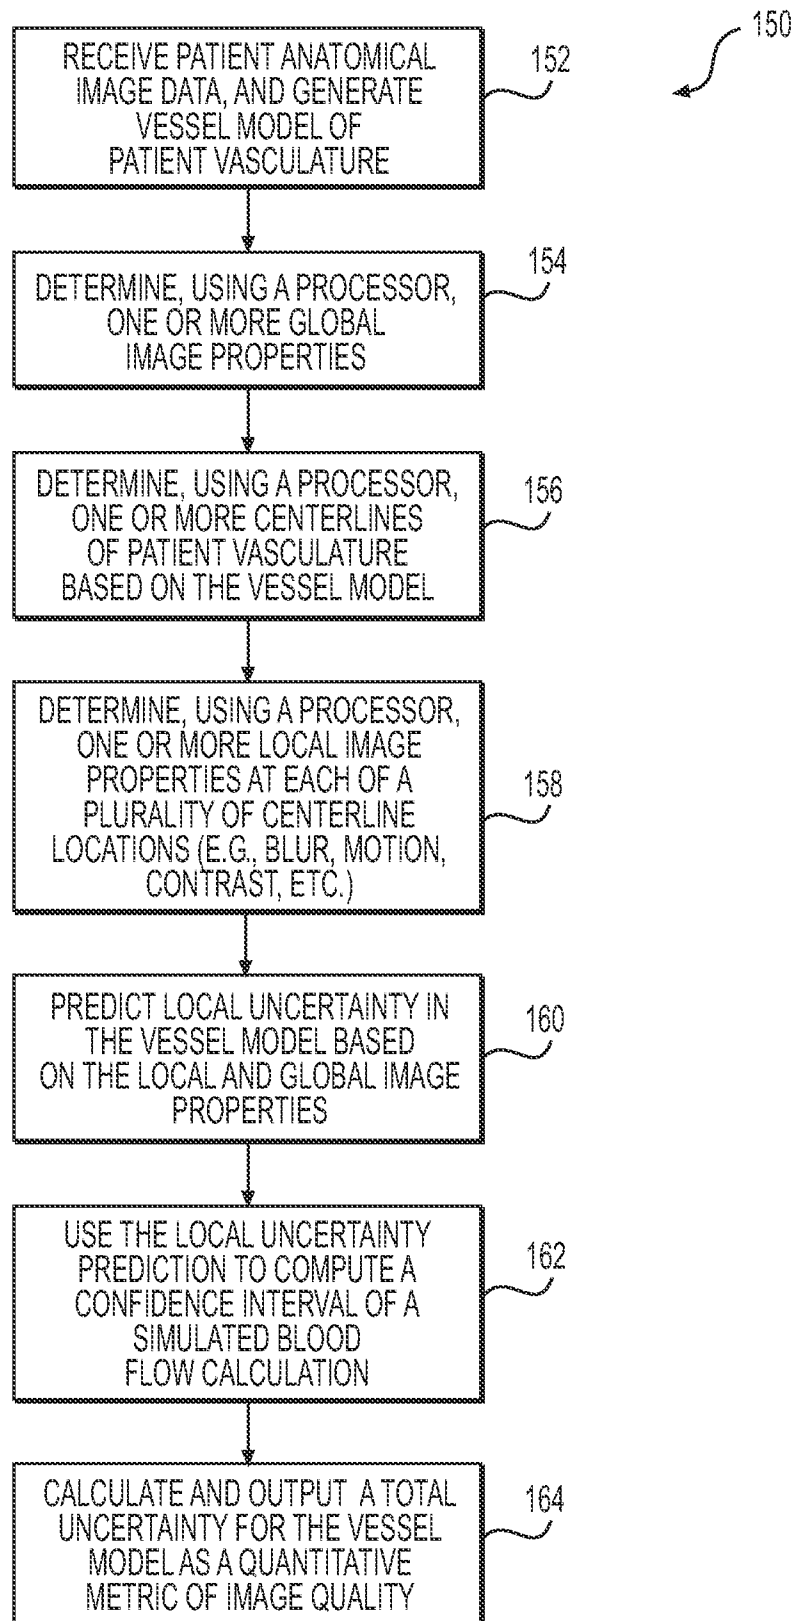 150
RECEIVE PATIENT ANATOMICAL
IMAGE DATA, AND GENERATE
VESSEL MODEL OF
PATIENT VASCULATURE
152
DETERMINE, USING A PROCESSOR,
ONE OR MORE GLOBAL
IMAGE PROPERTIES
154
DETERMINE, USING A PROCESSOR,
ONE OR MORE CENTERLINES
OF PATIENT VASCULATURE
BASED ON THE VESSEL MODEL
156
DETERMINE, USING A PROCESSOR,
ONE OR MORE LOCAL IMAGE
PROPERTIES AT EACH OF A
PLURALITY OF CENTERLINE
LOCATIONS (E.G., BLUR, MOTION,
CONTRAST, ETC.)
158
PREDICT LOCAL UNCERTAINTY IN
THE VESSEL MODEL BASED
ON THE LOCAL AND GLOBAL IMAGE
PROPERTIES
160
USE THE LOCAL UNCERTAINTY
PREDICTION TO COMPUTE A
CONFIDENCE INTERVAL OF A
SIMULATED BLOOD
FLOW CALCULATION
162
CALCULATE AND OUTPUT A TOTAL
UNCERTAINTY FOR THE VESSEL
MODEL AS A QUANTITATIVE
METRIC OF IMAGE QUALITY
164